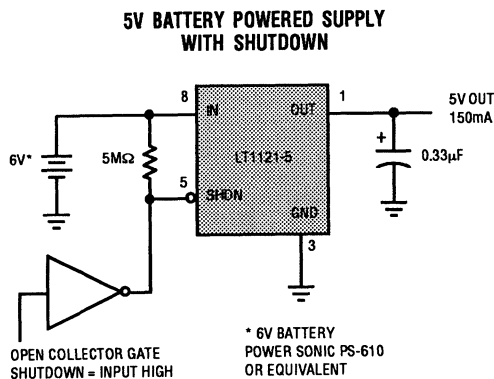 5V BATTERY POWERED SUPPLY
WITH SHUTDOWN
8
IN
OUT
1
5V OUT
150mA
6V*
5MΩ
LT1121-5
+
0.33µF
5
SHDN
GND
3
OPEN COLLECTOR GATE
SHUTDOWN = INPUT HIGH
* 6V BATTERY
POWER SONIC PS-610
OR EQUIVALENT